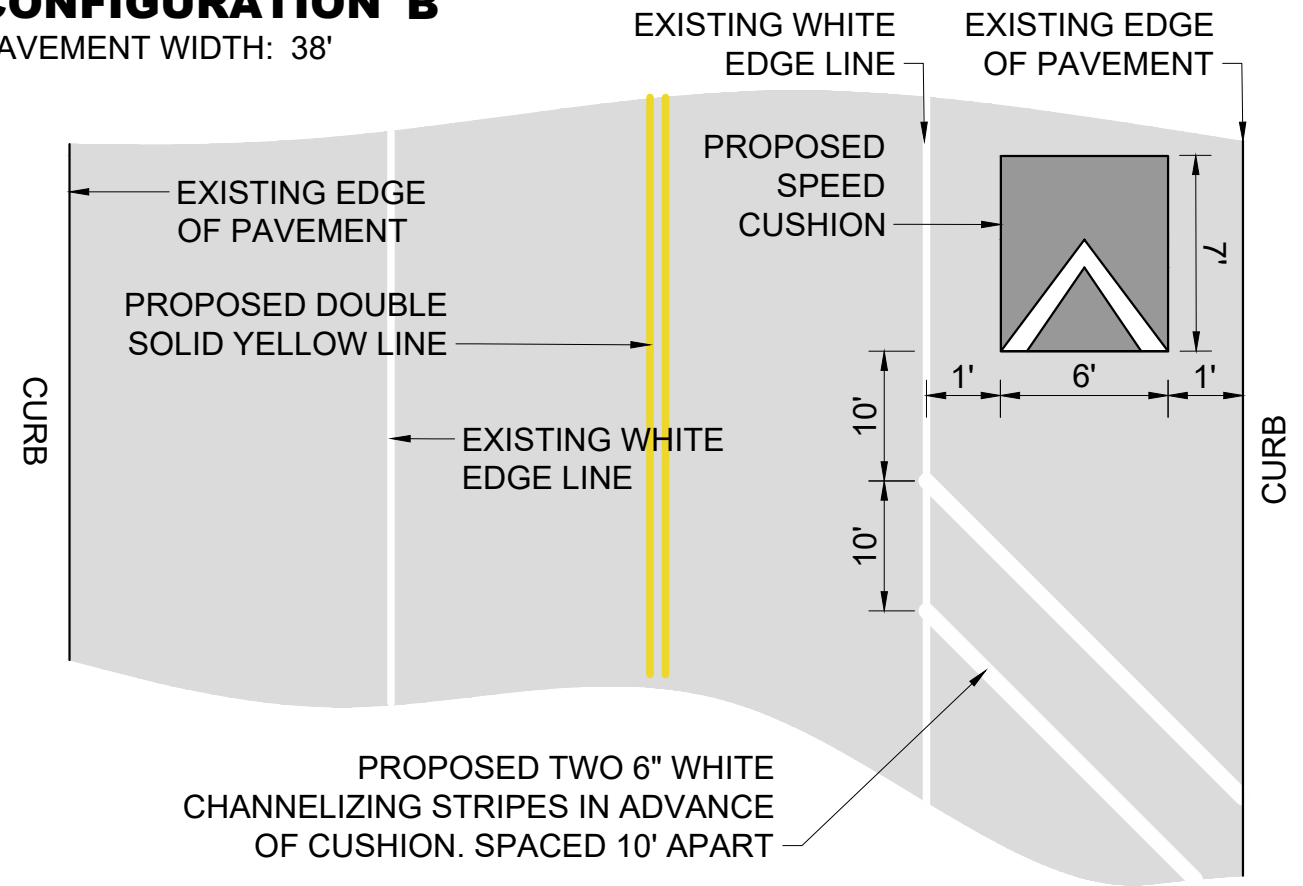 B
PAVEMENT WIDTH: 38'
EXISTING WHITE
EDGE LINE
EXISTING EDGE
OF PAVEMENT
PROPOSED
SPEED
CUSHION
EXISTING EDGE
OF PAVEMENT
7'
PROPOSED DOUBLE
SOLID YELLOW LINE
1'
6'
1'
CURB
10'
EXISTING WHITE
EDGE LINE
CURB
10'
PROPOSED TWO 6" WHITE
CHANNELIZING STRIPES IN ADVANCE
OF CUSHION. SPACED 10' APART